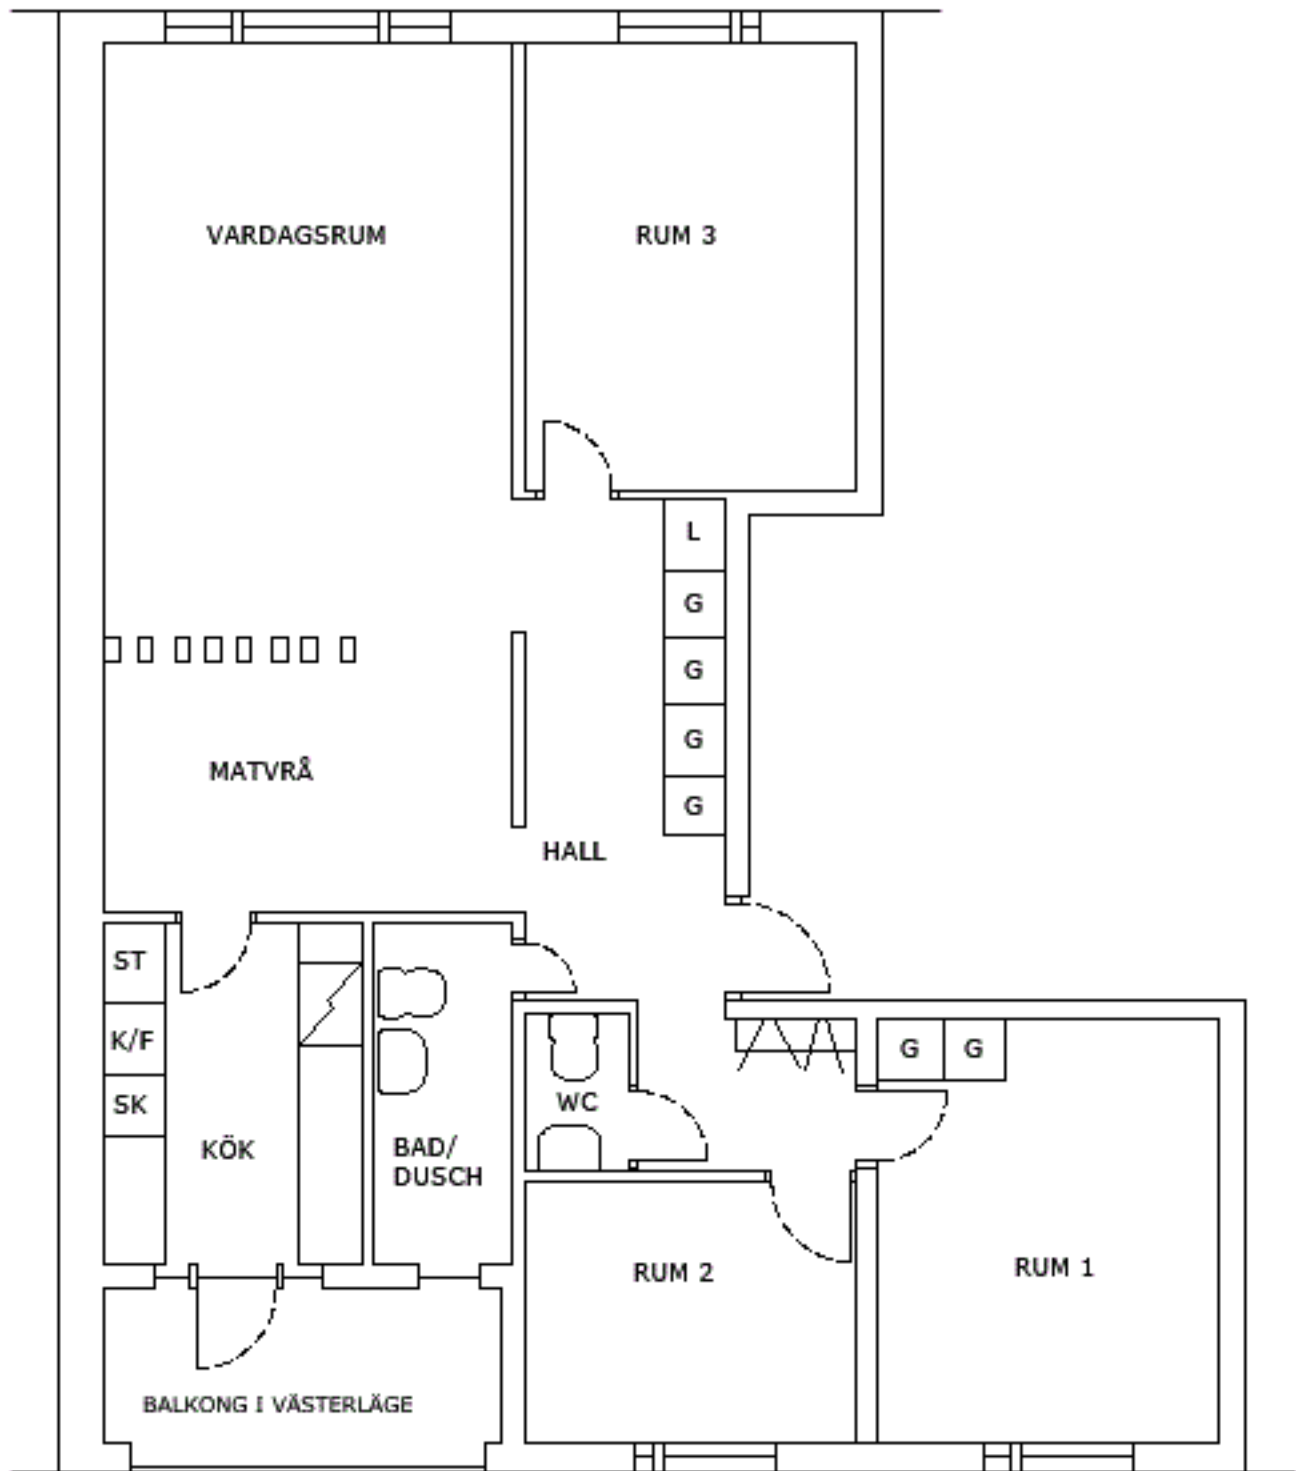 VARDAGSRUM
RUM 3
L
G
G
G
G
MATVRÅ
HALL
ST
K/F
SK
KÖK
BAD/
DUSCH
WC
G G
RUM 2
RUM 1
BALKONG I VÄSTERLÄGE